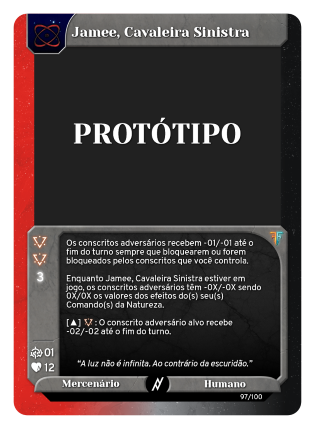 Jamee, Cavaleira Sinistra
PROTÓTIPO
Os conscritos adversários recebem -01/-01 até o
fim do turno sempre que bloquearem ou forem
bloqueados pelos conscritos que você controla.
Enquanto Jamee, Cavaleira Sinistra estiver em
jogo, os conscritos adversários têm -0X/-0X sendo
0X/0X os valores dos efeitos do(s) seu(s)
Comando(s) da Natureza.
3
[▲] : O conscrito adversário alvo recebe
-02/-02 até o fim do turno.
01
12
“A luz não é infinita. Ao contrário da escuridão.”
Mercenário
Humano
97/100